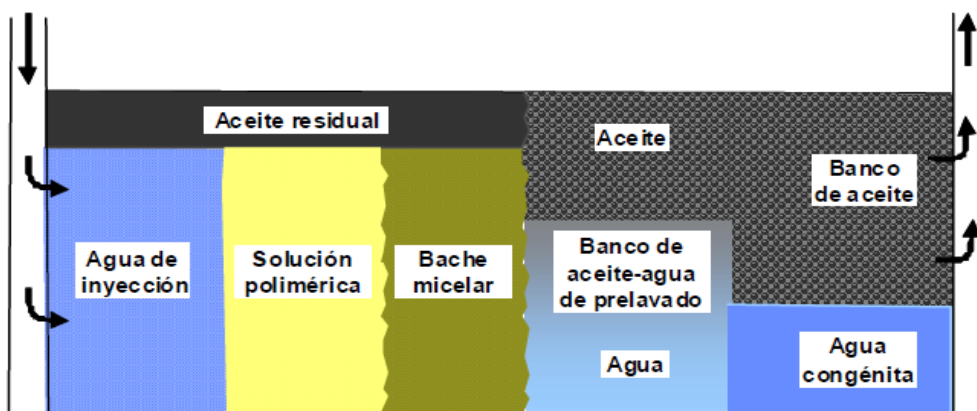 Aceite residual
Aceite
Banco
de aceite
Agua de
inyección
Solución
polimérica
Bache
micelar
Banco de
aceite-agua
de prelavado
Agua
Agua
congénita